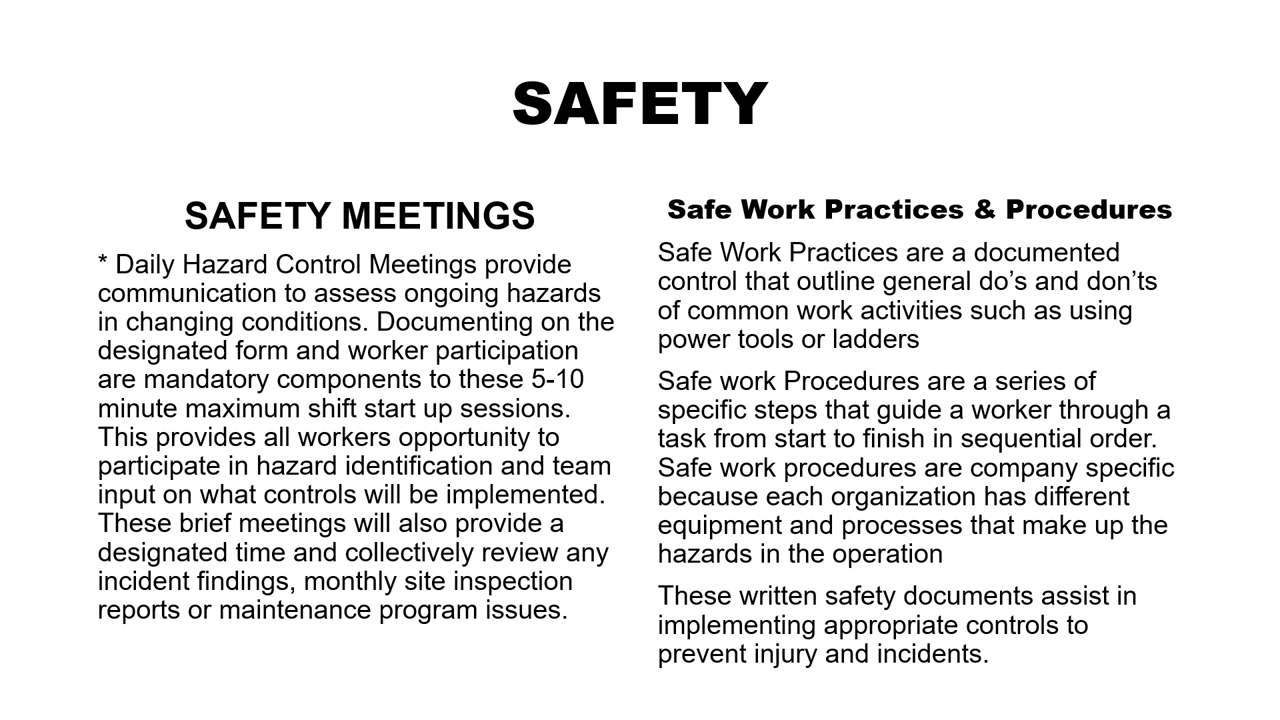 SAFETY
SAFETY MEETINGS
* Daily Hazard Control Meetings provide
communication to assess ongoing hazards
in changing conditions. Documenting on the
designated form and worker participation
are mandatory components to these 5-10
minute maximum shift start up sessions.
This provides all workers opportunity to
participate in hazard identification and team
input on what controls will be implemented.
These brief meetings will also provide a
designated time and collectively review any
incident findings, monthly site inspection
reports or maintenance program issues.
Safe Work Practices & Procedures
Safe Work Practices are a documented
control that outline general do’s and don’ts
of common work activities such as using
power tools or ladders
Safe work Procedures are a series of
specific steps that guide a worker through a
task from start to finish in sequential order.
Safe work procedures are company specific
because each organization has different
equipment and processes that make up the
hazards in the operation
These written safety documents assist in
implementing appropriate controls to
prevent injury and incidents.